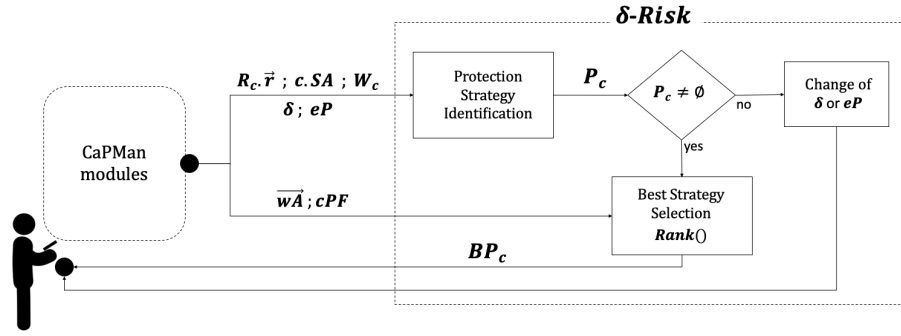 δ-Risk
R_c.r⃗ ; c.SA ; W_c
δ ; eP
Protection
Strategy
Identification
P_c
P_c ≠ ∅
no
Change of
δ or eP
CaPMan
modules
yes
wA⃗ ; cPF
Best Strategy
Selection
Rank()
BP_c